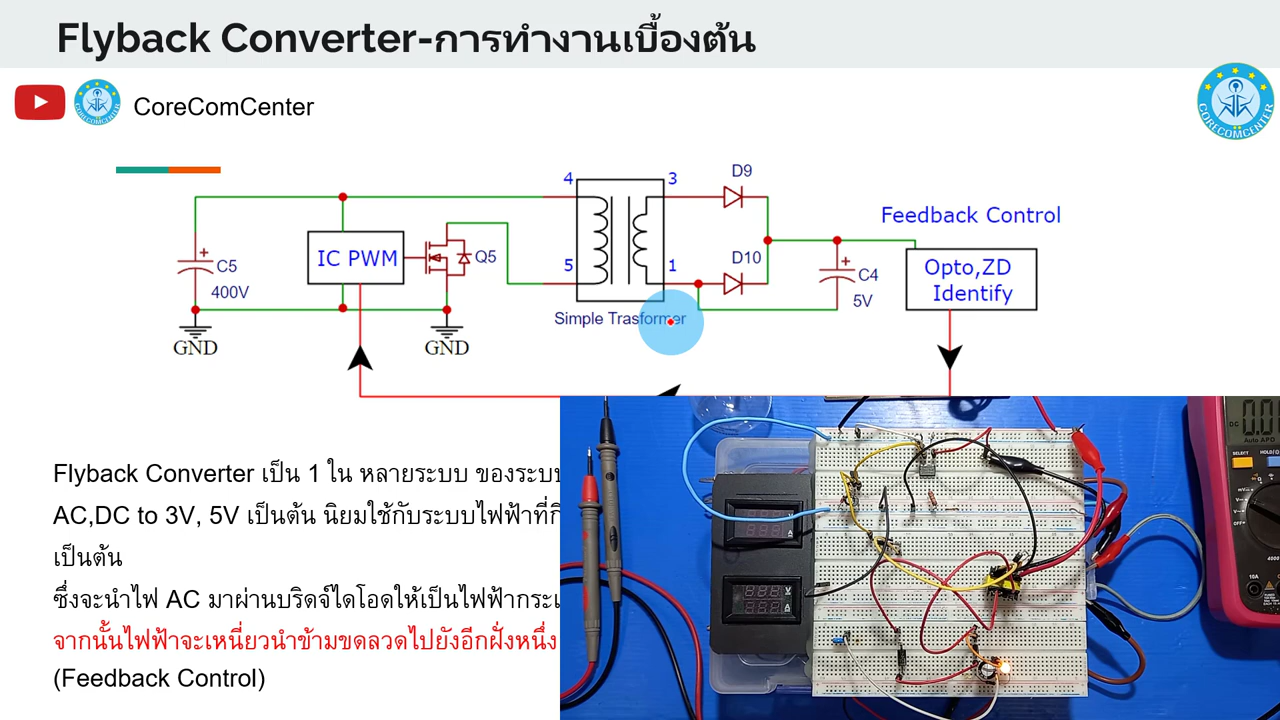 Flyback Converter-การทำงานเบื้องต้น
CoreComCenter
CORECOMCENTER
D9
4
3
Feedback Control
IC PWM
Q5
5
1
D10
Opto,ZD
Identify
C5
400V
C4
5V
Simple Trasformer
GND
GND
Flyback Converter เป็น 1 ใน หลายระบบ ของระบบ
AC,DC to 3V, 5V เป็นต้น นิยมใช้กับระบบไฟฟ้าที่
เป็นต้น
ซึ่งจะนำไฟ AC มาผ่านบริดจ์ไดโอดให้เป็นไฟฟ้ากระแ
จากนั้นไฟฟ้าจะเหนี่ยวนำข้ามขดลวดไปยังอีกฝั่งหนึ่ง
(Feedback Control)
DC
Auto APD
SELECT
OFF
10A